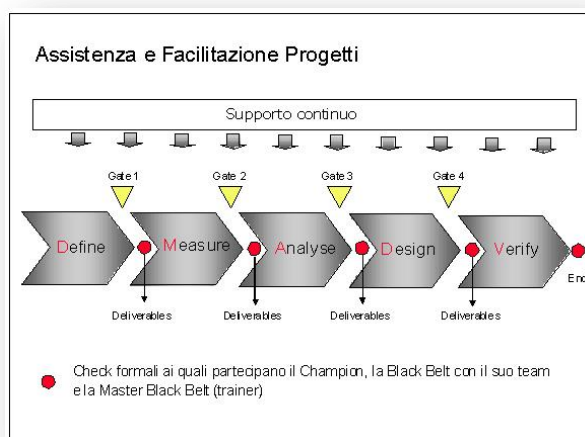 Assistenza e Facilitazione Progetti
Supporto continuo
Gate 1 Gate 2 Gate 3 Gate 4
Define Measure Analyse Design Verify
End
Deliverables Deliverables Deliverables Deliverables
Check formali ai quali partecipano il Champion, la Black Belt con il suo team
e la Master Black Belt (trainer)